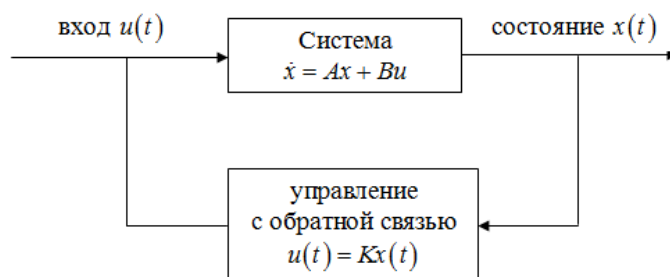 вход u(t)
Система
ẋ = Ax + Bu
состояние x(t)
управление
с обратной связью
u(t) = Kx(t)